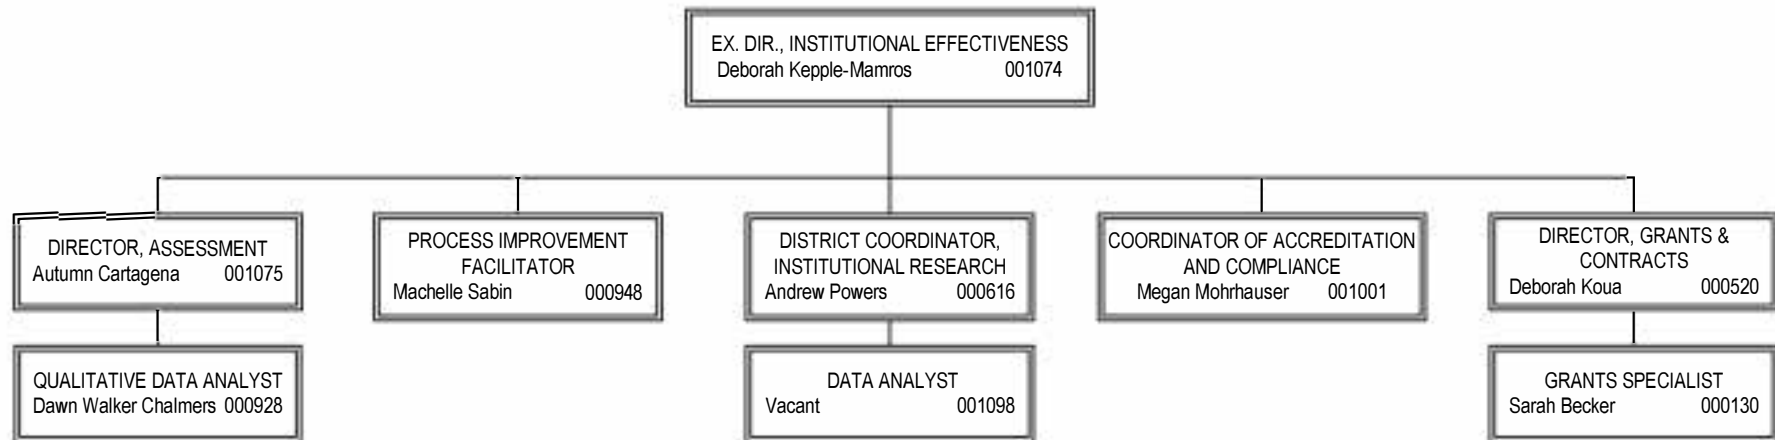 EX. DIR., INSTITUTIONAL EFFECTIVENESS
Deborah Kepple-Mamros 001074
DIRECTOR, ASSESSMENT
Autumn Cartagena 001075
PROCESS IMPROVEMENT
FACILITATOR
Machelle Sabin 000948
DISTRICT COORDINATOR,
INSTITUTIONAL RESEARCH
Andrew Powers 000616
COORDINATOR OF ACCREDITATION
AND COMPLIANCE
Megan Mohrhauser 001001
DIRECTOR, GRANTS &
CONTRACTS
Deborah Koua 000520
QUALITATIVE DATA ANALYST
Dawn Walker Chalmers 000928
DATA ANALYST
Vacant 001098
GRANTS SPECIALIST
Sarah Becker 000130